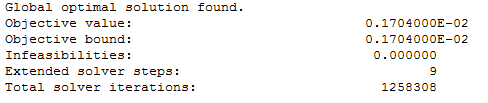 Global optimal solution found.
Objective value: 0.1704000E-02
Objective bound: 0.1704000E-02
Infeasibilities: 0.000000
Extended solver steps: 9
Total solver iterations: 1258308